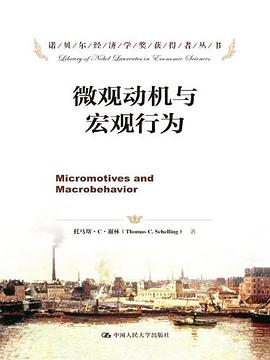 诺/贝/尔/经/济/学/奖/获/得/者/丛/书
Library of Nobel Laureates in Economic Sciences
微观动机与
宏观行为
Micromotives and
Macrobehavior
托马斯·C·谢林（Thomas C. Schelling） 著
中国人民大学出版社